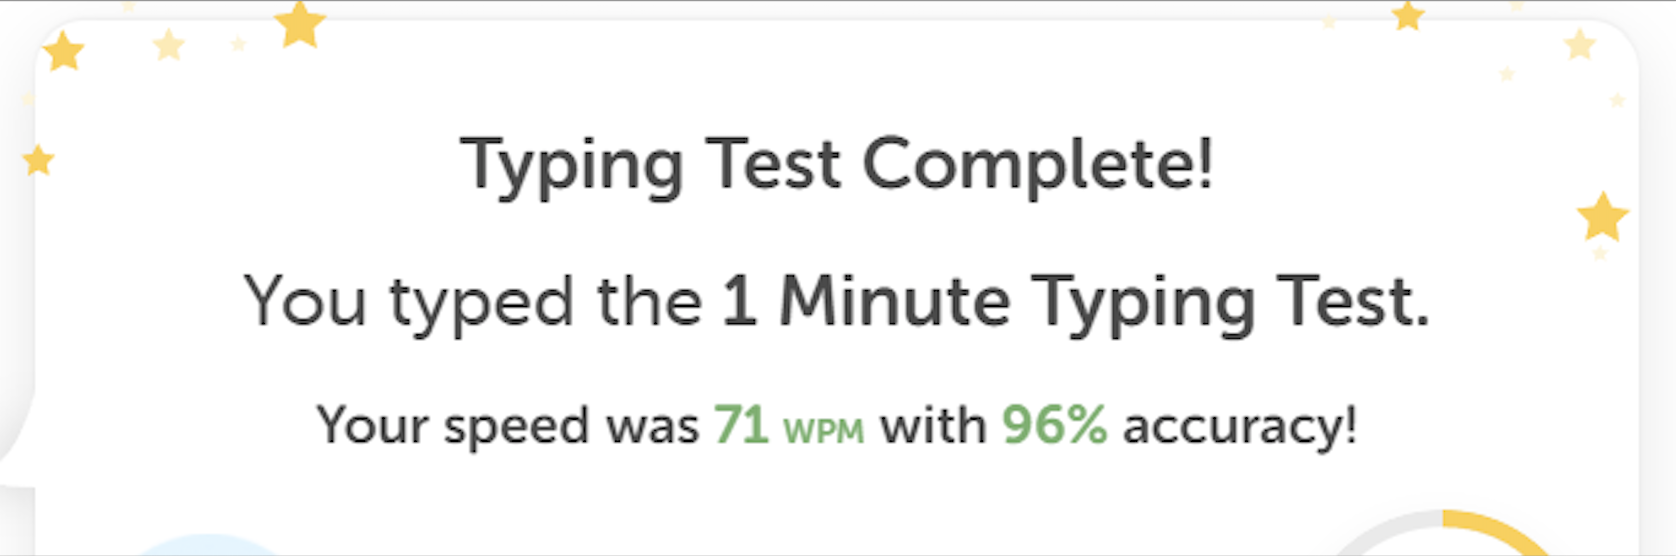 Typing Test Complete!
You typed the 1 Minute Typing Test.
Your speed was 71 WPM with 96% accuracy!